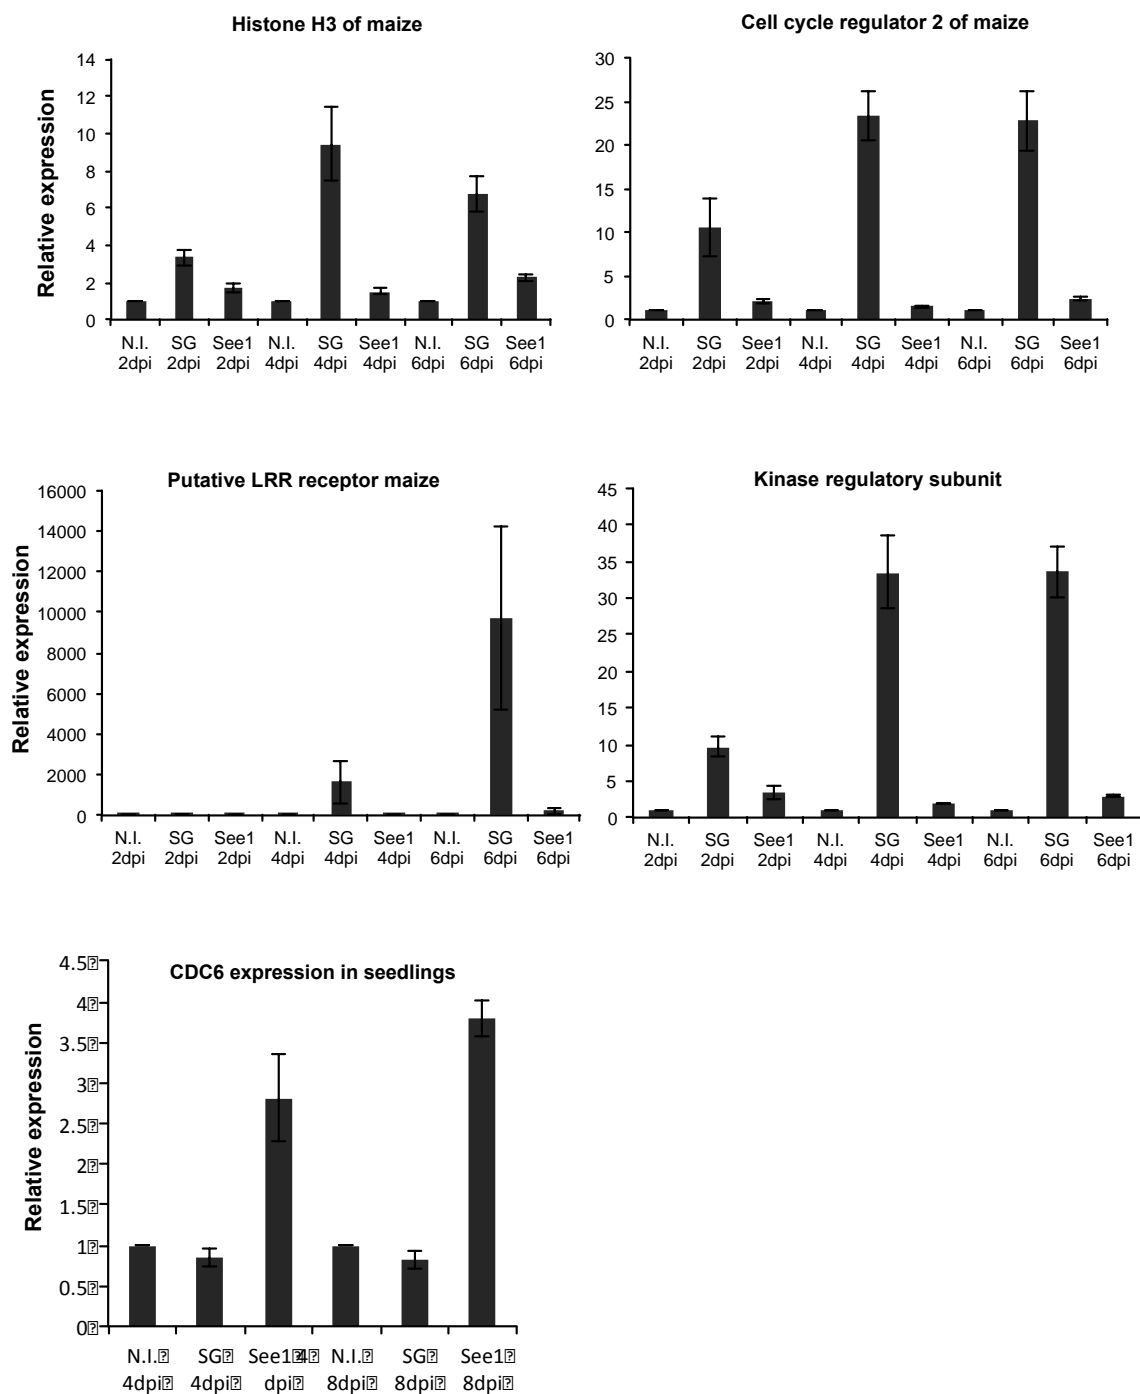 Histone H3 of maize
Relative expression
14
12
10
8
6
4
2
0
N.I. SG See1 N.I. SG See1 N.I. SG See1
2dpi 2dpi 2dpi 4dpi 4dpi 4dpi 6dpi 6dpi 6dpi
Cell cycle regulator 2 of maize
30
25
20
15
10
5
0
N.I. SG See1 N.I. SG See1 N.I. SG See1
2dpi 2dpi 2dpi 4dpi 4dpi 4dpi 6dpi 6dpi 6dpi
Putative LRR receptor maize
Relative expression
16000
14000
12000
10000
8000
6000
4000
2000
0
N.I. SG See1 N.I. SG See1 N.I. SG See1
2dpi 2dpi 2dpi 4dpi 4dpi 4dpi 6dpi 6dpi 6dpi
Kinase regulatory subunit
45
40
35
30
25
20
15
10
5
0
N.I. SG See1 N.I. SG See1 N.I. SG See1
2dpi 2dpi 2dpi 4dpi 4dpi 4dpi 6dpi 6dpi 6dpi
CDC6 expression in seedlings
Relative expression
4.5
4
3.5
3
2.5
2
1.5
1
0.5
0
N.I. SG See1 4 N.I. SG See1
4dpi 4dpi dpi 8dpi 8dpi 8dpi